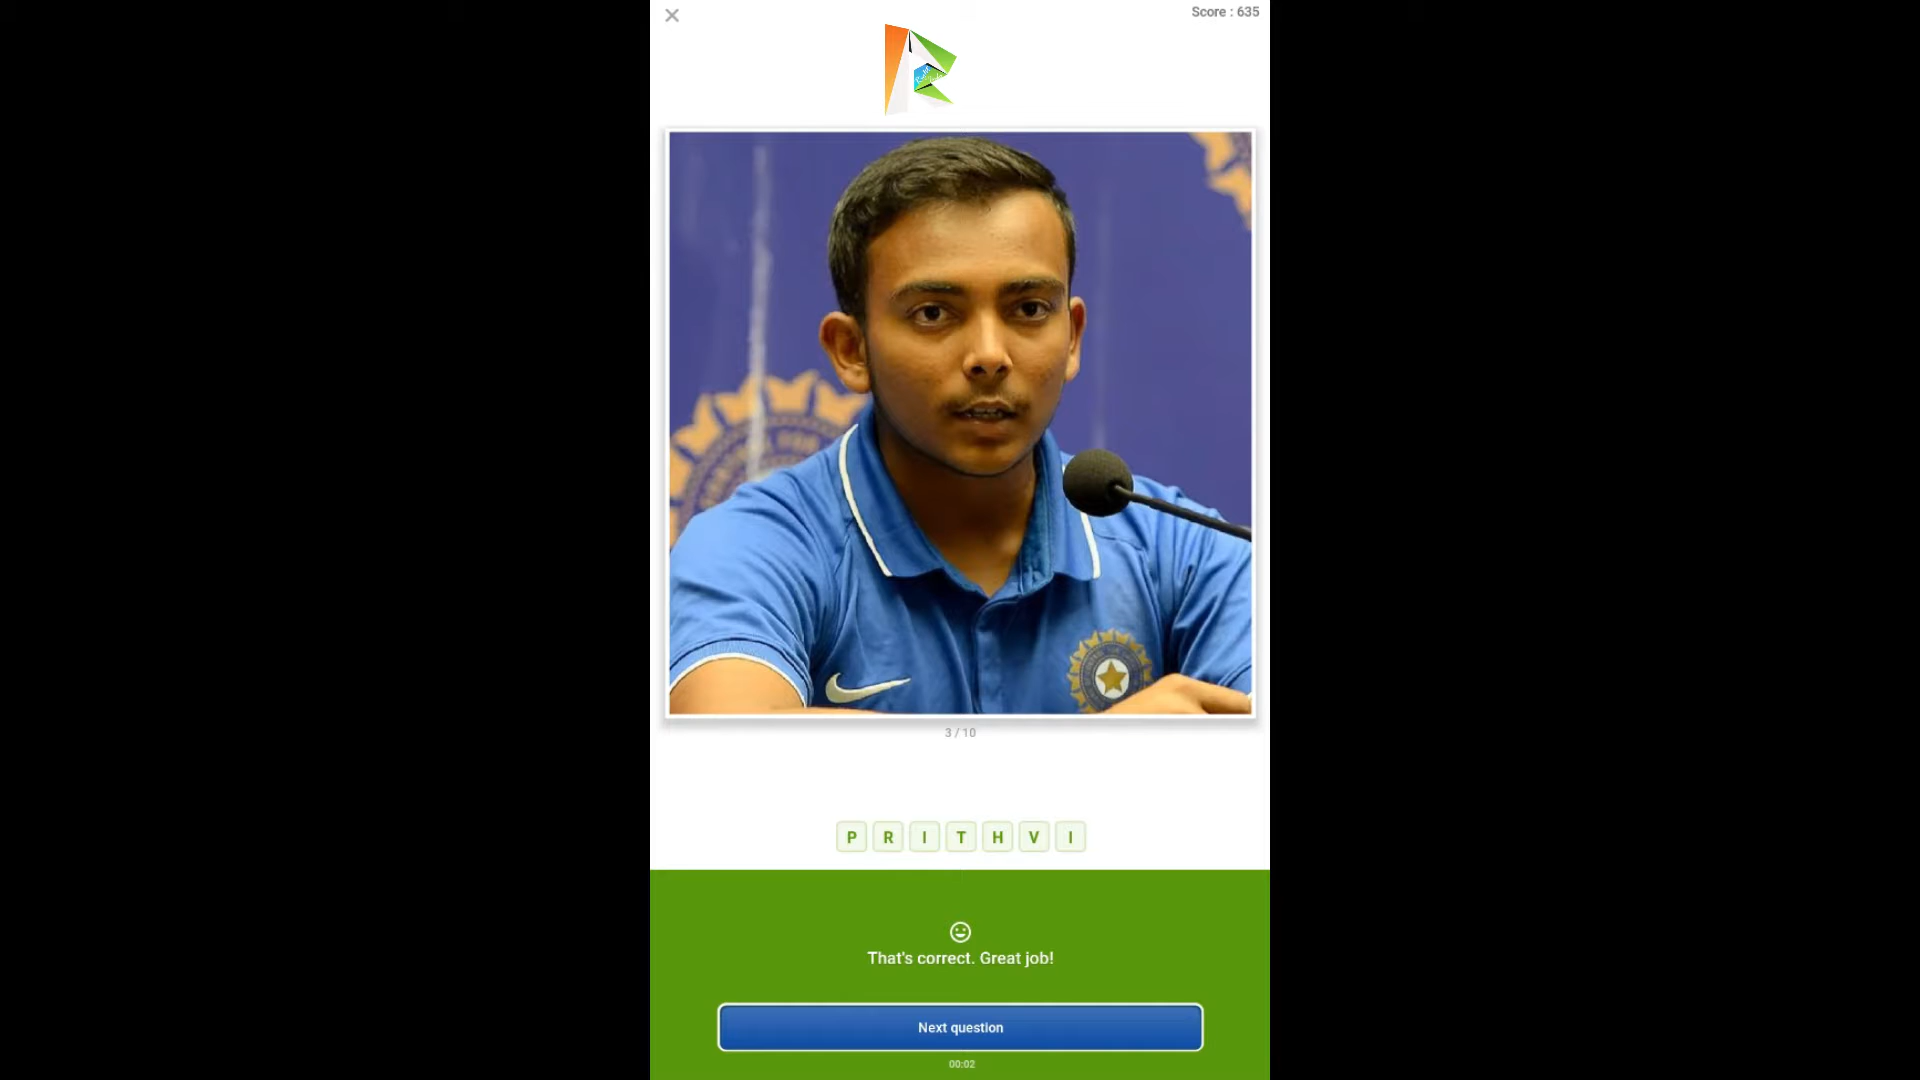 Score : 635
3 / 10
P R I T H V I
That's correct. Great job!
Next question
00:02